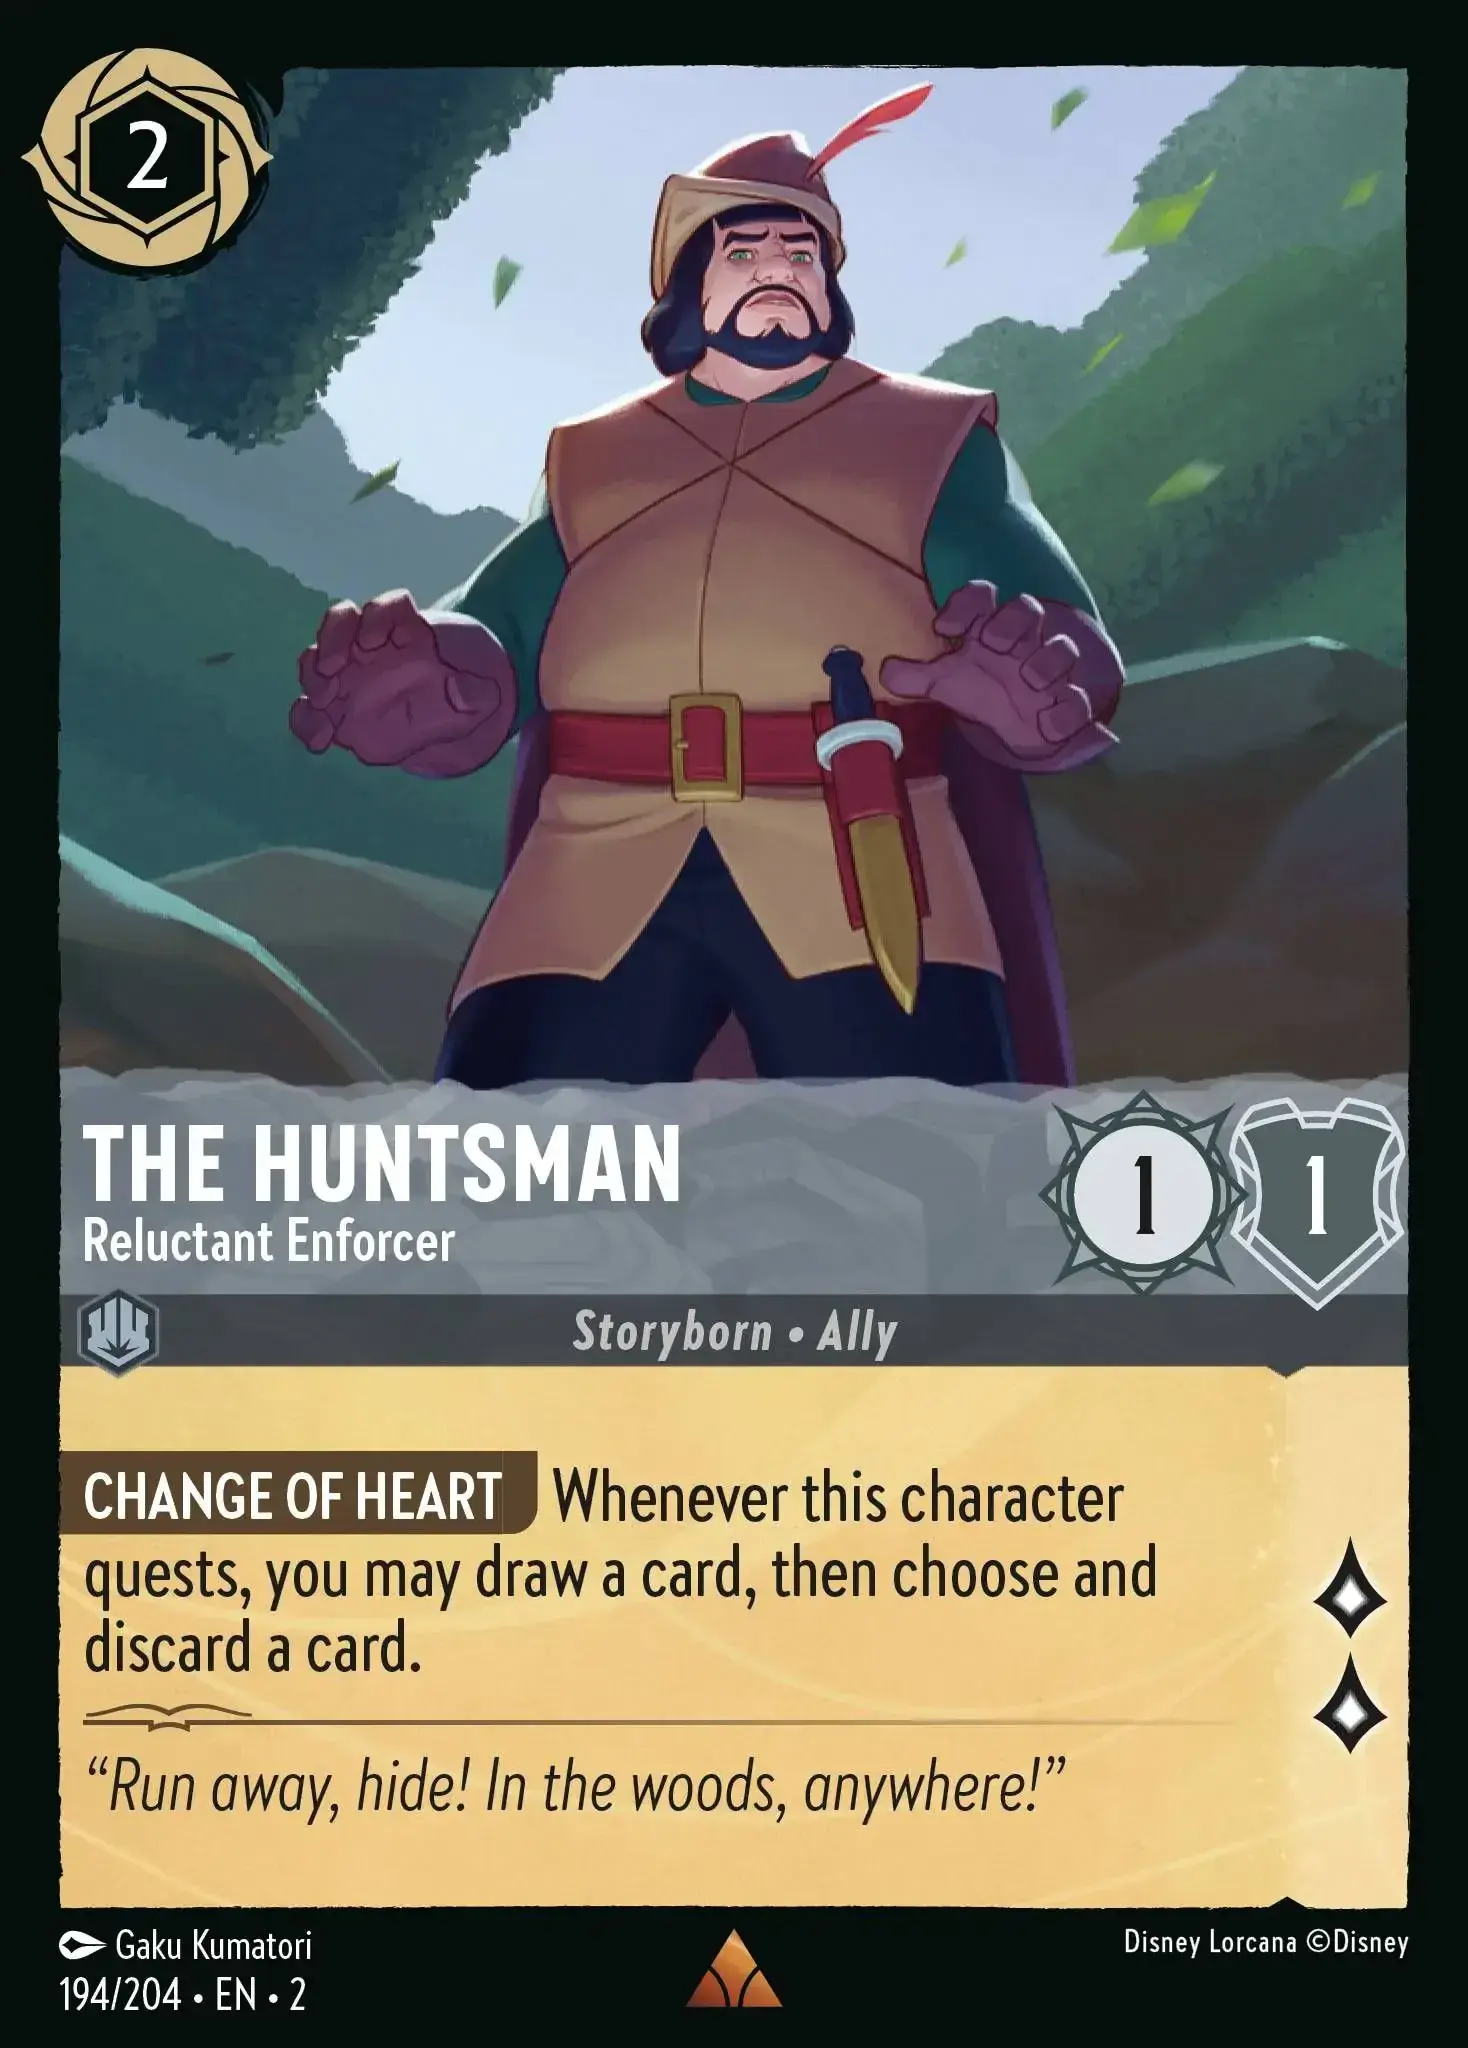 2
THE HUNTSMAN
Reluctant Enforcer
1
1
Storyborn • Ally
CHANGE OF HEART Whenever this character
quests, you may draw a card, then choose and
discard a card.
“Run away, hide! In the woods, anywhere!”
Gaku Kumatori
194/204 • EN • 2
Disney Lorcana ©Disney